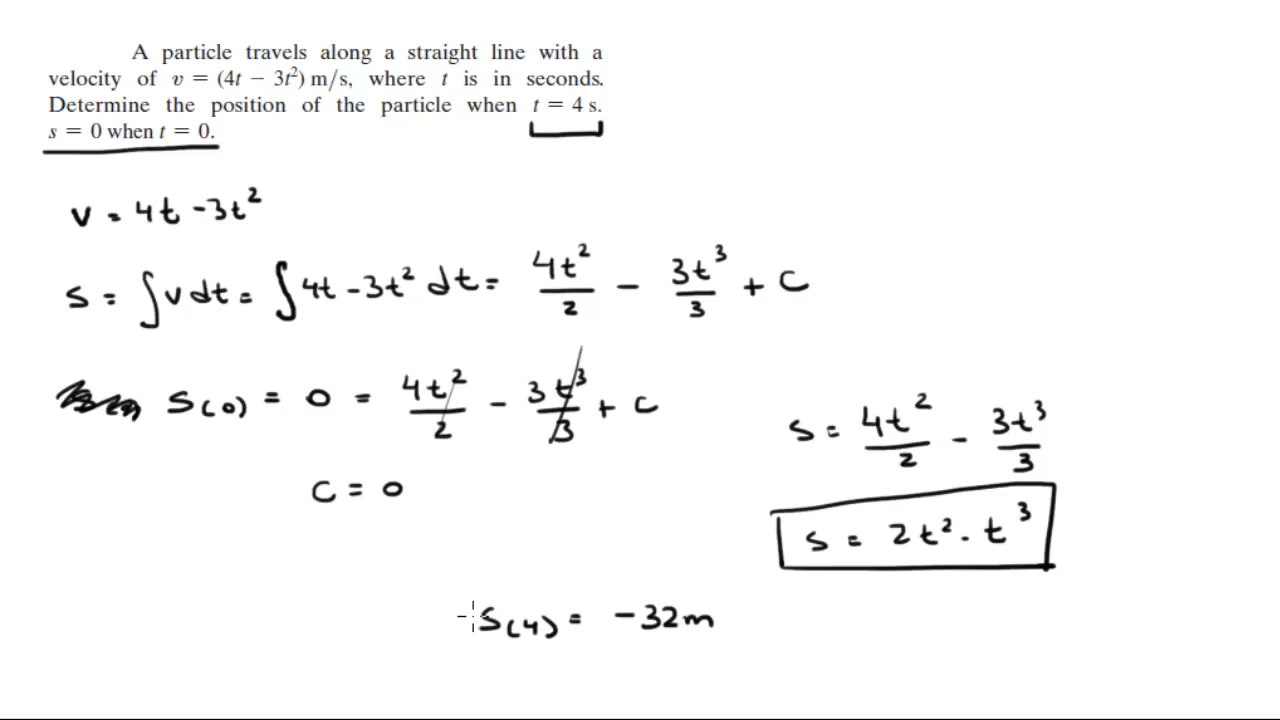 A particle travels along a straight line with a
velocity of v = (4t − 3t²) m/s, where t is in seconds.
Determine the position of the particle when t = 4 s.
s = 0 when t = 0.
v = 4t - 3t²
s = ∫v dt = ∫4t - 3t² dt = 4t²/2 - 3t³/3 + C
s(0) = 0 = 4t²/2 - 3t³/3 + C
C = 0
s = 4t²/2 - 3t³/3
s = 2t² - t³
s(4) = -32m